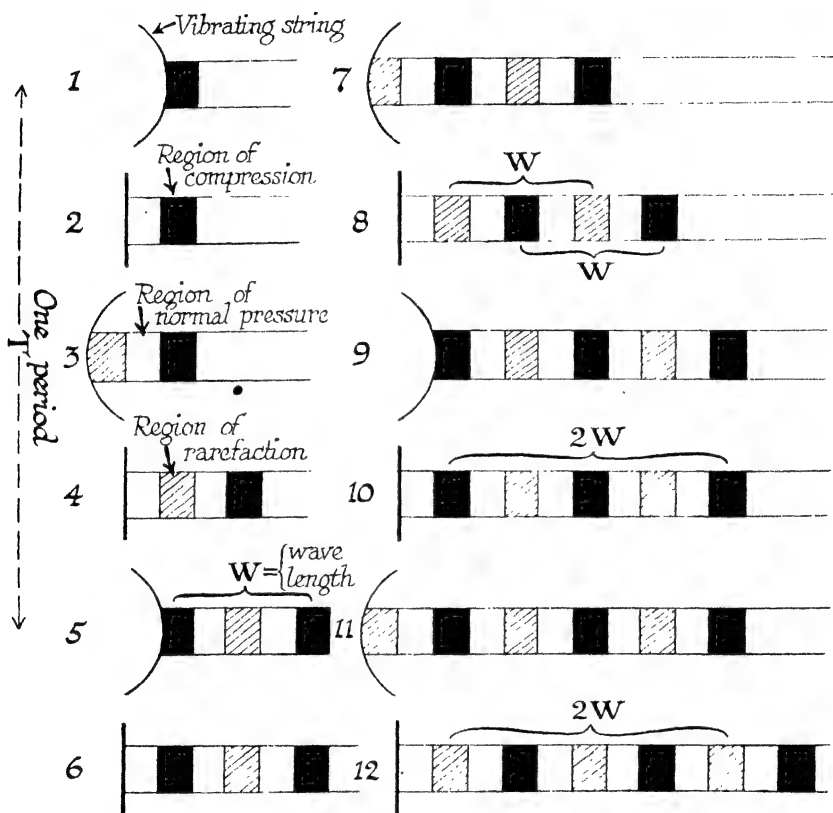 Vibrating string
1
7
Region of
compression
W
2
8
W
Region of
normal pressure
3
9
One period
T
Region of
rarefaction
2W
4
10
W = { wave
length
5
11
2W
6
12